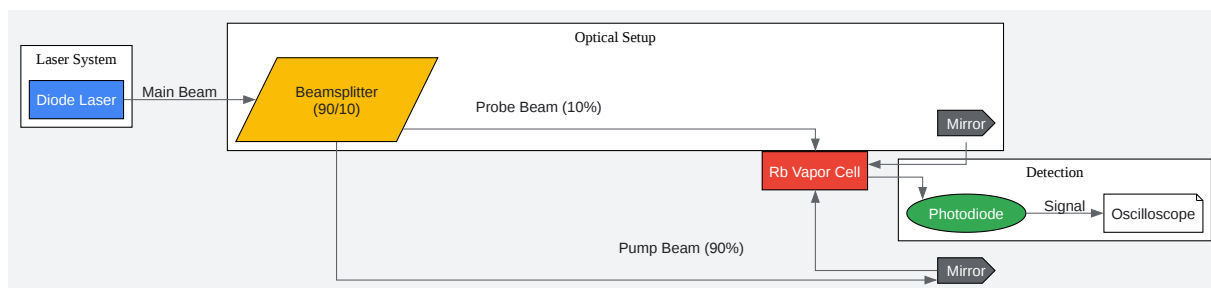 Optical Setup
Laser System
Diode Laser
Main Beam
Beamsplitter
(90/10)
Probe Beam (10%)
Mirror
Rb Vapor Cell
Detection
Photodiode
Signal
Oscilloscope
Pump Beam (90%)
Mirror